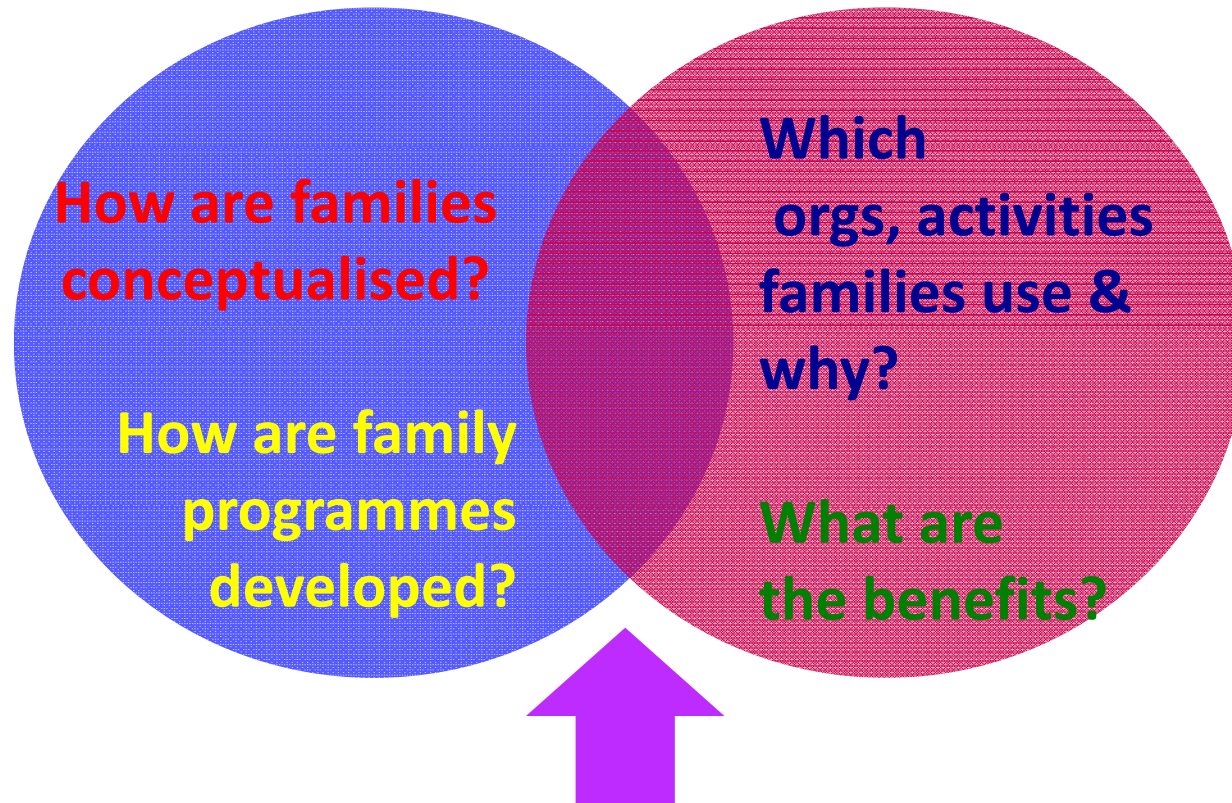 How are families
conceptualised?
How are family
programmes
developed?
Which
orgs, activities
families use &
why?
What are
the benefits?